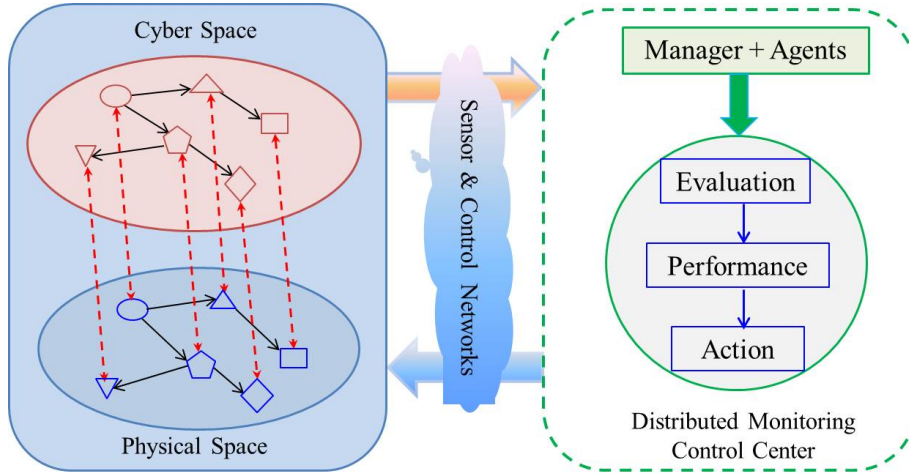 Cyber Space
Physical Space
Sensor & Control Networks
Manager + Agents
Evaluation
Performance
Action
Distributed Monitoring
Control Center